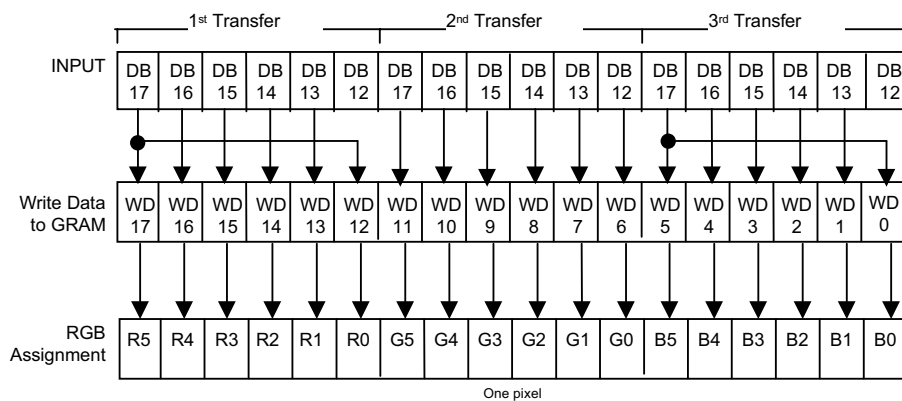 1st Transfer 2nd Transfer 3rd Transfer
INPUT DB 17 DB 16 DB 15 DB 14 DB 13 DB 12 DB 17 DB 16 DB 15 DB 14 DB 13 DB 12 DB 17 DB 16 DB 15 DB 14 DB 13 DB 12
Write Data to GRAM WD 17 WD 16 WD 15 WD 14 WD 13 WD 12 WD 11 WD 10 WD 9 WD 8 WD 7 WD 6 WD 5 WD 4 WD 3 WD 2 WD 1 WD 0
RGB Assignment R5 R4 R3 R2 R1 R0 G5 G4 G3 G2 G1 G0 B5 B4 B3 B2 B1 B0
One pixel